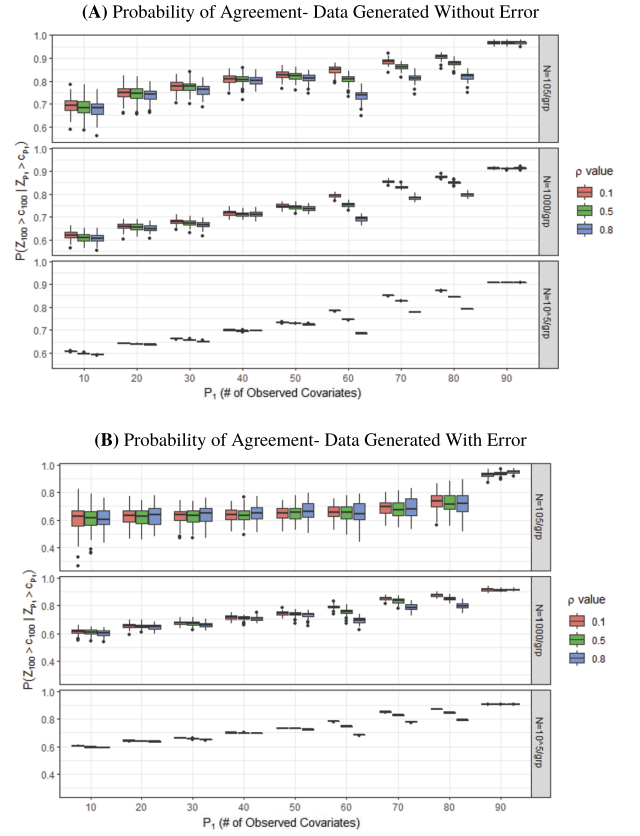 (A) Probability of Agreement- Data Generated Without Error
1.0
0.9
0.8
0.7
0.6
N=105/grp
1.0
0.9
0.8
0.7
0.6
N=1000/grp
1.0
0.9
0.8
0.7
0.6
N=10^5/grp
P(Z100 > c100 | Zp1 > cp1)
10 20 30 40 50 60 70 80 90
P1 (# of Observed Covariates)
ρ value
0.1
0.5
0.8
(B) Probability of Agreement- Data Generated With Error
1.0
0.8
0.6
0.4
N=105/grp
1.0
0.8
0.6
0.4
N=1000/grp
1.0
0.8
0.6
0.4
N=10^5/grp
P(Z100 > c100 | Zp1 > cp1)
10 20 30 40 50 60 70 80 90
P1 (# of Observed Covariates)
ρ value
0.1
0.5
0.8